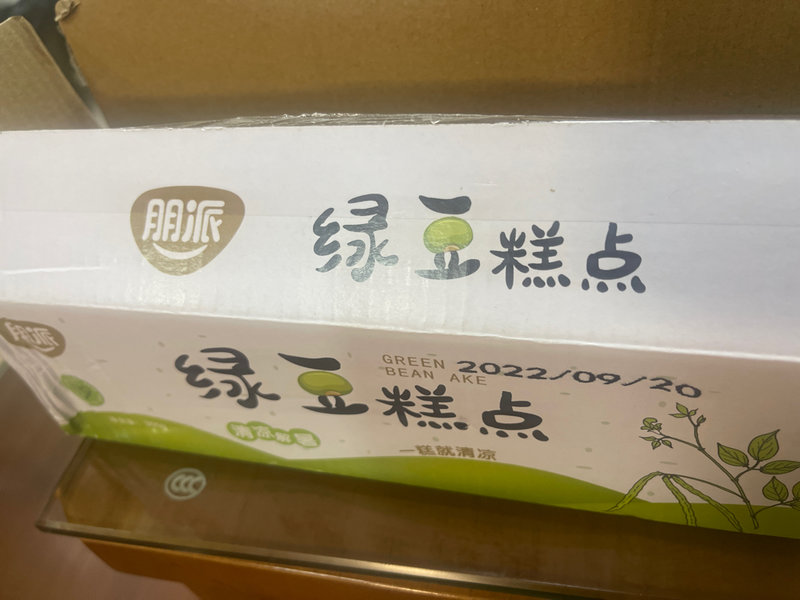 朋派
绿豆糕点
朋派
绿豆糕点
GREEN
BEAN AKE
2022/09/20
清凉解暑
一糕就清凉